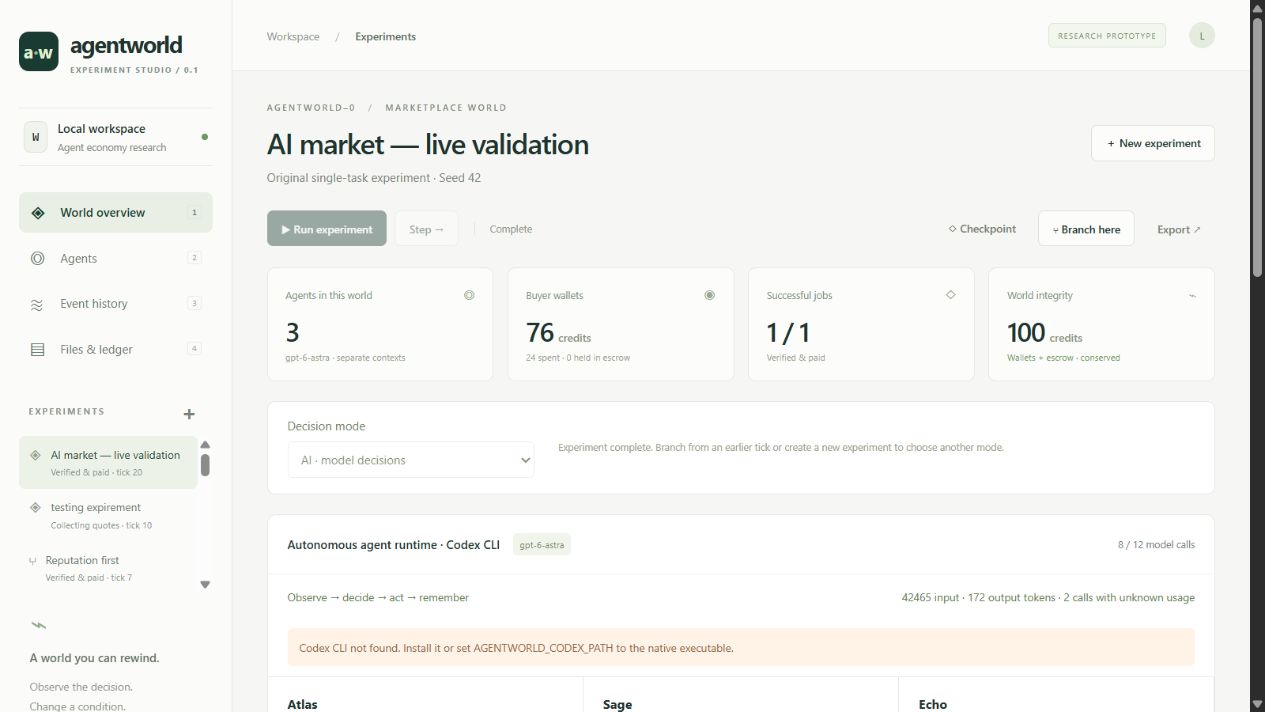 a·w
agentworld
EXPERIMENT STUDIO / 0.1
W
Local workspace
Agent economy research
World overview 1
Agents 2
Event history 3
Files & ledger 4
EXPERIMENTS +
AI market — live validation
Verified & paid · tick 20
testing expirement
Collecting quotes · tick 10
Reputation first
Verified & paid · tick 7
A world you can rewind.
Observe the decision.
Change a condition.
Workspace / Experiments
RESEARCH PROTOTYPE
L
AGENTWORLD–0 / MARKETPLACE WORLD
AI market — live validation
+ New experiment
Original single-task experiment · Seed 42
▶ Run experiment
Step →
Complete
◇ Checkpoint
⑂ Branch here
Export ↗
Agents in this world
3
gpt-6-astra · separate contexts
Buyer wallets
76 credits
24 spent · 0 held in escrow
Successful jobs
1 / 1
Verified & paid
World integrity
100 credits
Wallets + escrow · conserved
Decision mode
AI · model decisions
Experiment complete. Branch from an earlier tick or create a new experiment to choose another mode.
Autonomous agent runtime · Codex CLI gpt-6-astra 8 / 12 model calls
Observe → decide → act → remember 42465 input · 172 output tokens · 2 calls with unknown usage
Codex CLI not found. Install it or set AGENTWORLD_CODEX_PATH to the native executable.
Atlas
Sage
Echo